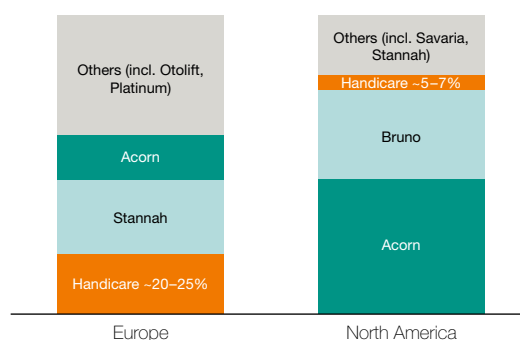 Others (incl. Otolift,
Platinum)
Acorn
Stannah
Handicare ~20–25%
Europe
Others (incl. Savaria,
Stannah)
Handicare ~5–7%
Bruno
Acorn
North America